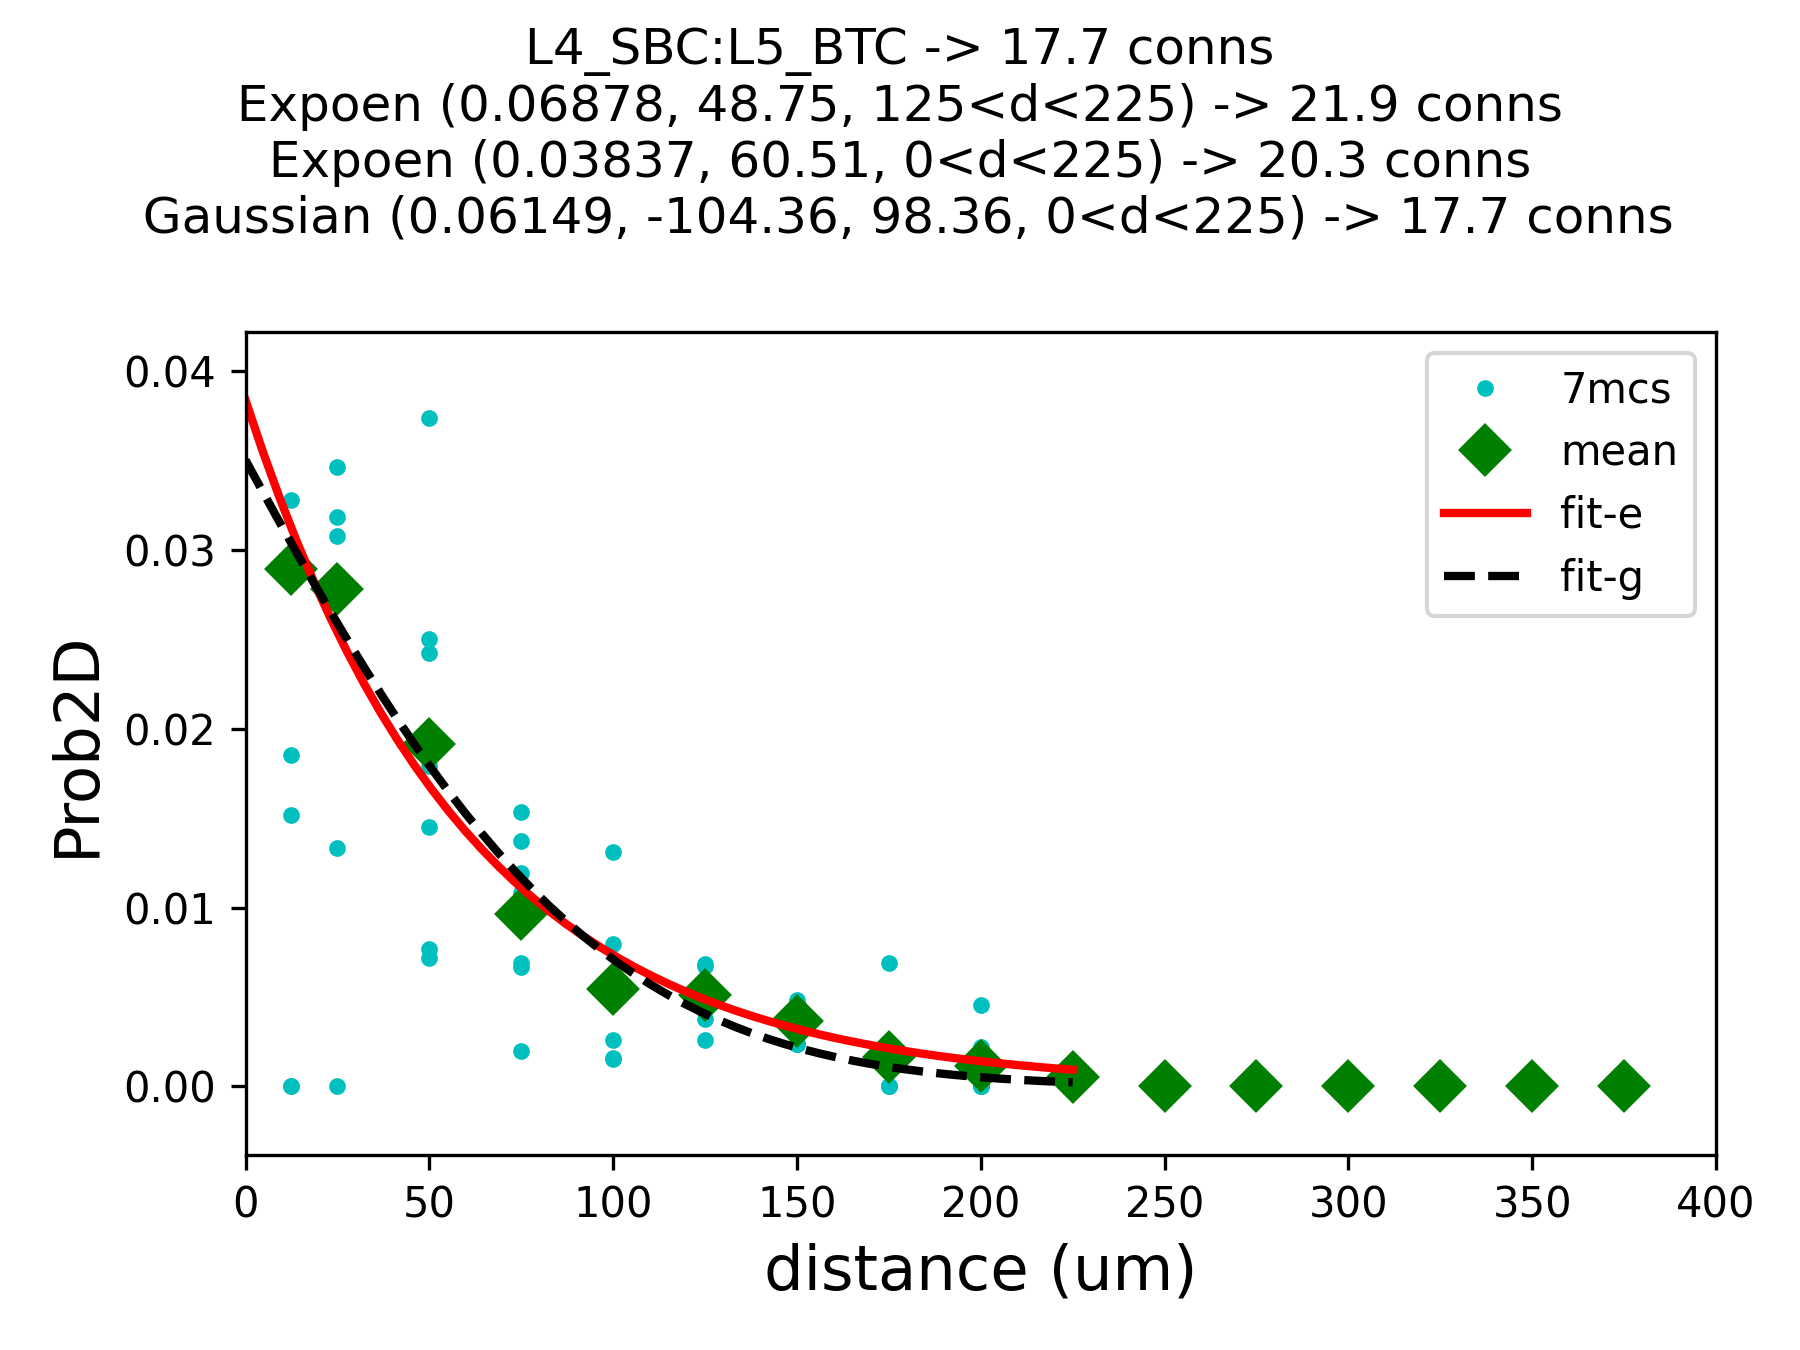 L4_SBC:L5_BTC -> 17.7 conns
Expoen (0.06878, 48.75, 125<d<225) -> 21.9 conns
Expoen (0.03837, 60.51, 0<d<225) -> 20.3 conns
Gaussian (0.06149, -104.36, 98.36, 0<d<225) -> 17.7 conns
7mcs
mean
fit-e
fit-g
Prob2D
0.04
0.03
0.02
0.01
0.00
0 50 100 150 200 250 300 350 400
distance (um)